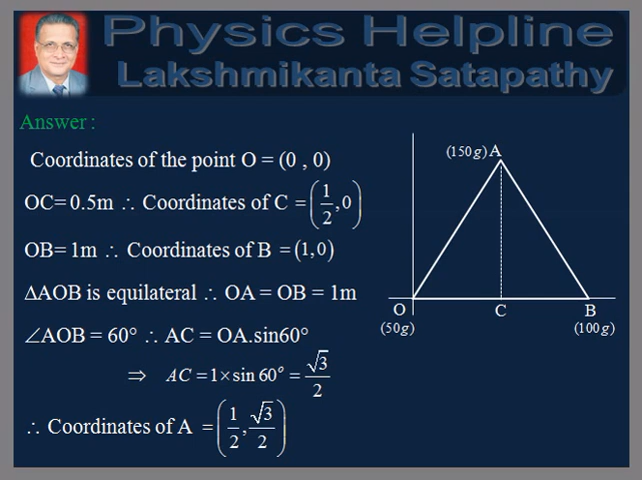 Physics Helpline
Lakshmikanta Satapathy
Answer :
Coordinates of the point O = (0 , 0)
OC= 0.5m ∴ Coordinates of C = (1/2, 0)
OB= 1m ∴ Coordinates of B = (1,0)
ΔAOB is equilateral ∴ OA = OB = 1m
∠AOB = 60° ∴ AC = OA.sin60°
⇒ AC = 1×sin 60° = √3/2
∴ Coordinates of A = (1/2, √3/2)
(150g) A
O C B
(50g) (100g)